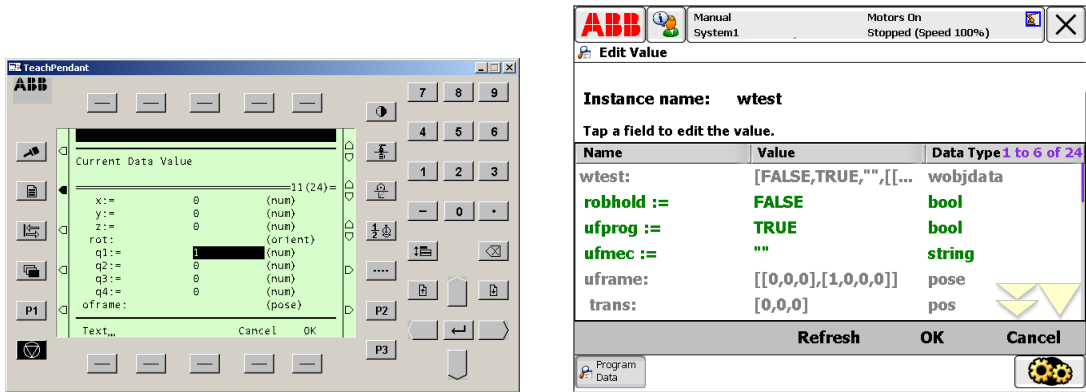 TeachPendant
ABB
7 8 9
4 5 6
1 2 3
- 0 .
1 2
P1
P2
P3
Current Data Value
11(24)=
x:= 0 (num)
y:= 0 (num)
z:= 0 (num)
rot: (orient)
q1:= 1 (num)
q2:= 0 (num)
q3:= 0 (num)
q4:= 0 (num)
oframe: (pose)
Text… Cancel OK
ABB
Manual Motors On
System1 Stopped (Speed 100%)
Edit Value
Instance name: wtest
Tap a field to edit the value.
Name Value Data Type 1 to 6 of 24
wtest: [FALSE,TRUE,"",[[... wobjdata
robhold := FALSE bool
ufprog := TRUE bool
ufmec := "" string
uframe: [[0,0,0],[1,0,0,0]] pose
trans: [0,0,0] pos
Refresh OK Cancel
Program
Data